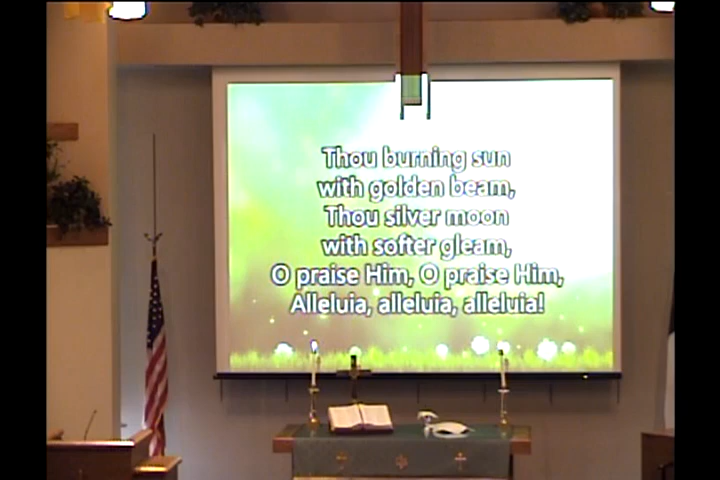 Thou burning sun
with golden beam,
Thou silver moon
with softer gleam,
O praise Him, O praise Him,
Alleluia, alleluia, alleluia!